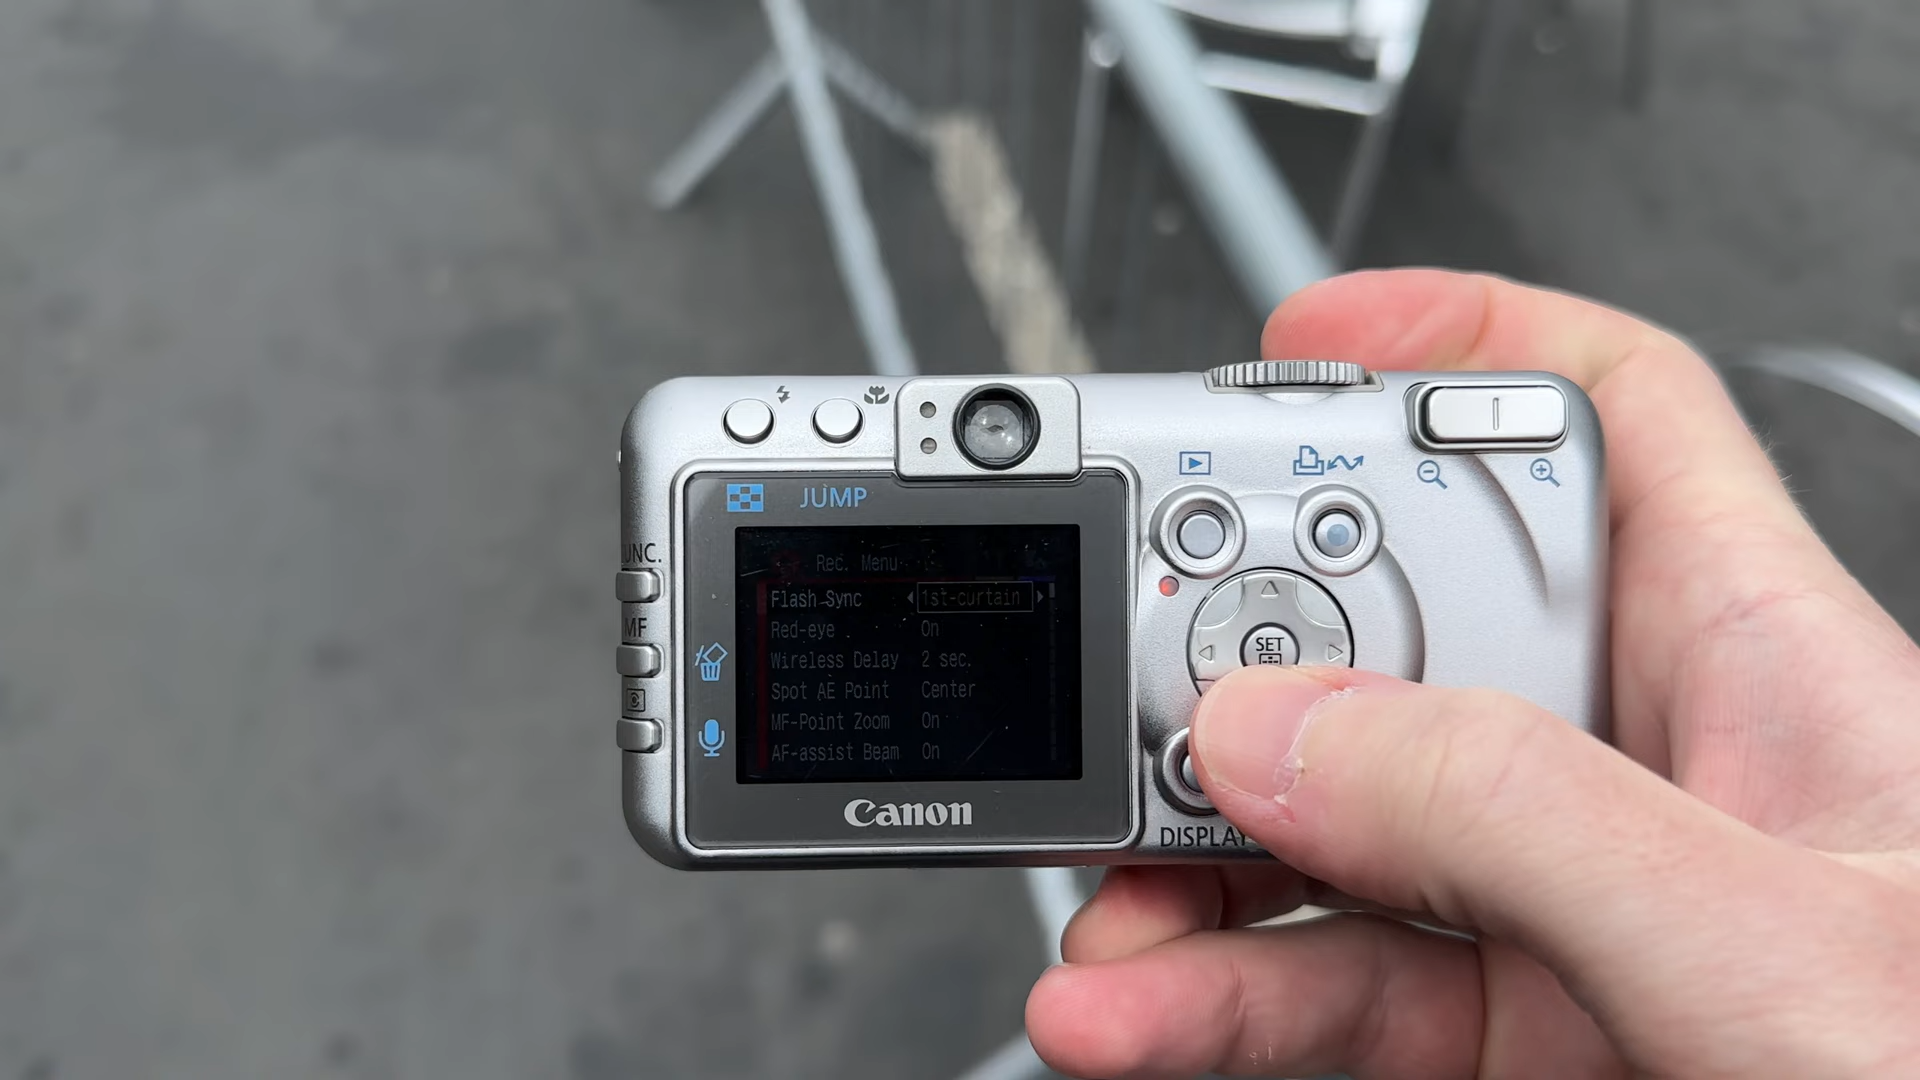 JUMP
FUNC.
MF
Rec. Menu
Flash Sync 1st-curtain
Red-eye On
Wireless Delay 2 sec.
Spot AE Point Center
MF-Point Zoom On
AF-assist Beam On
Canon
SET
DISPLAY